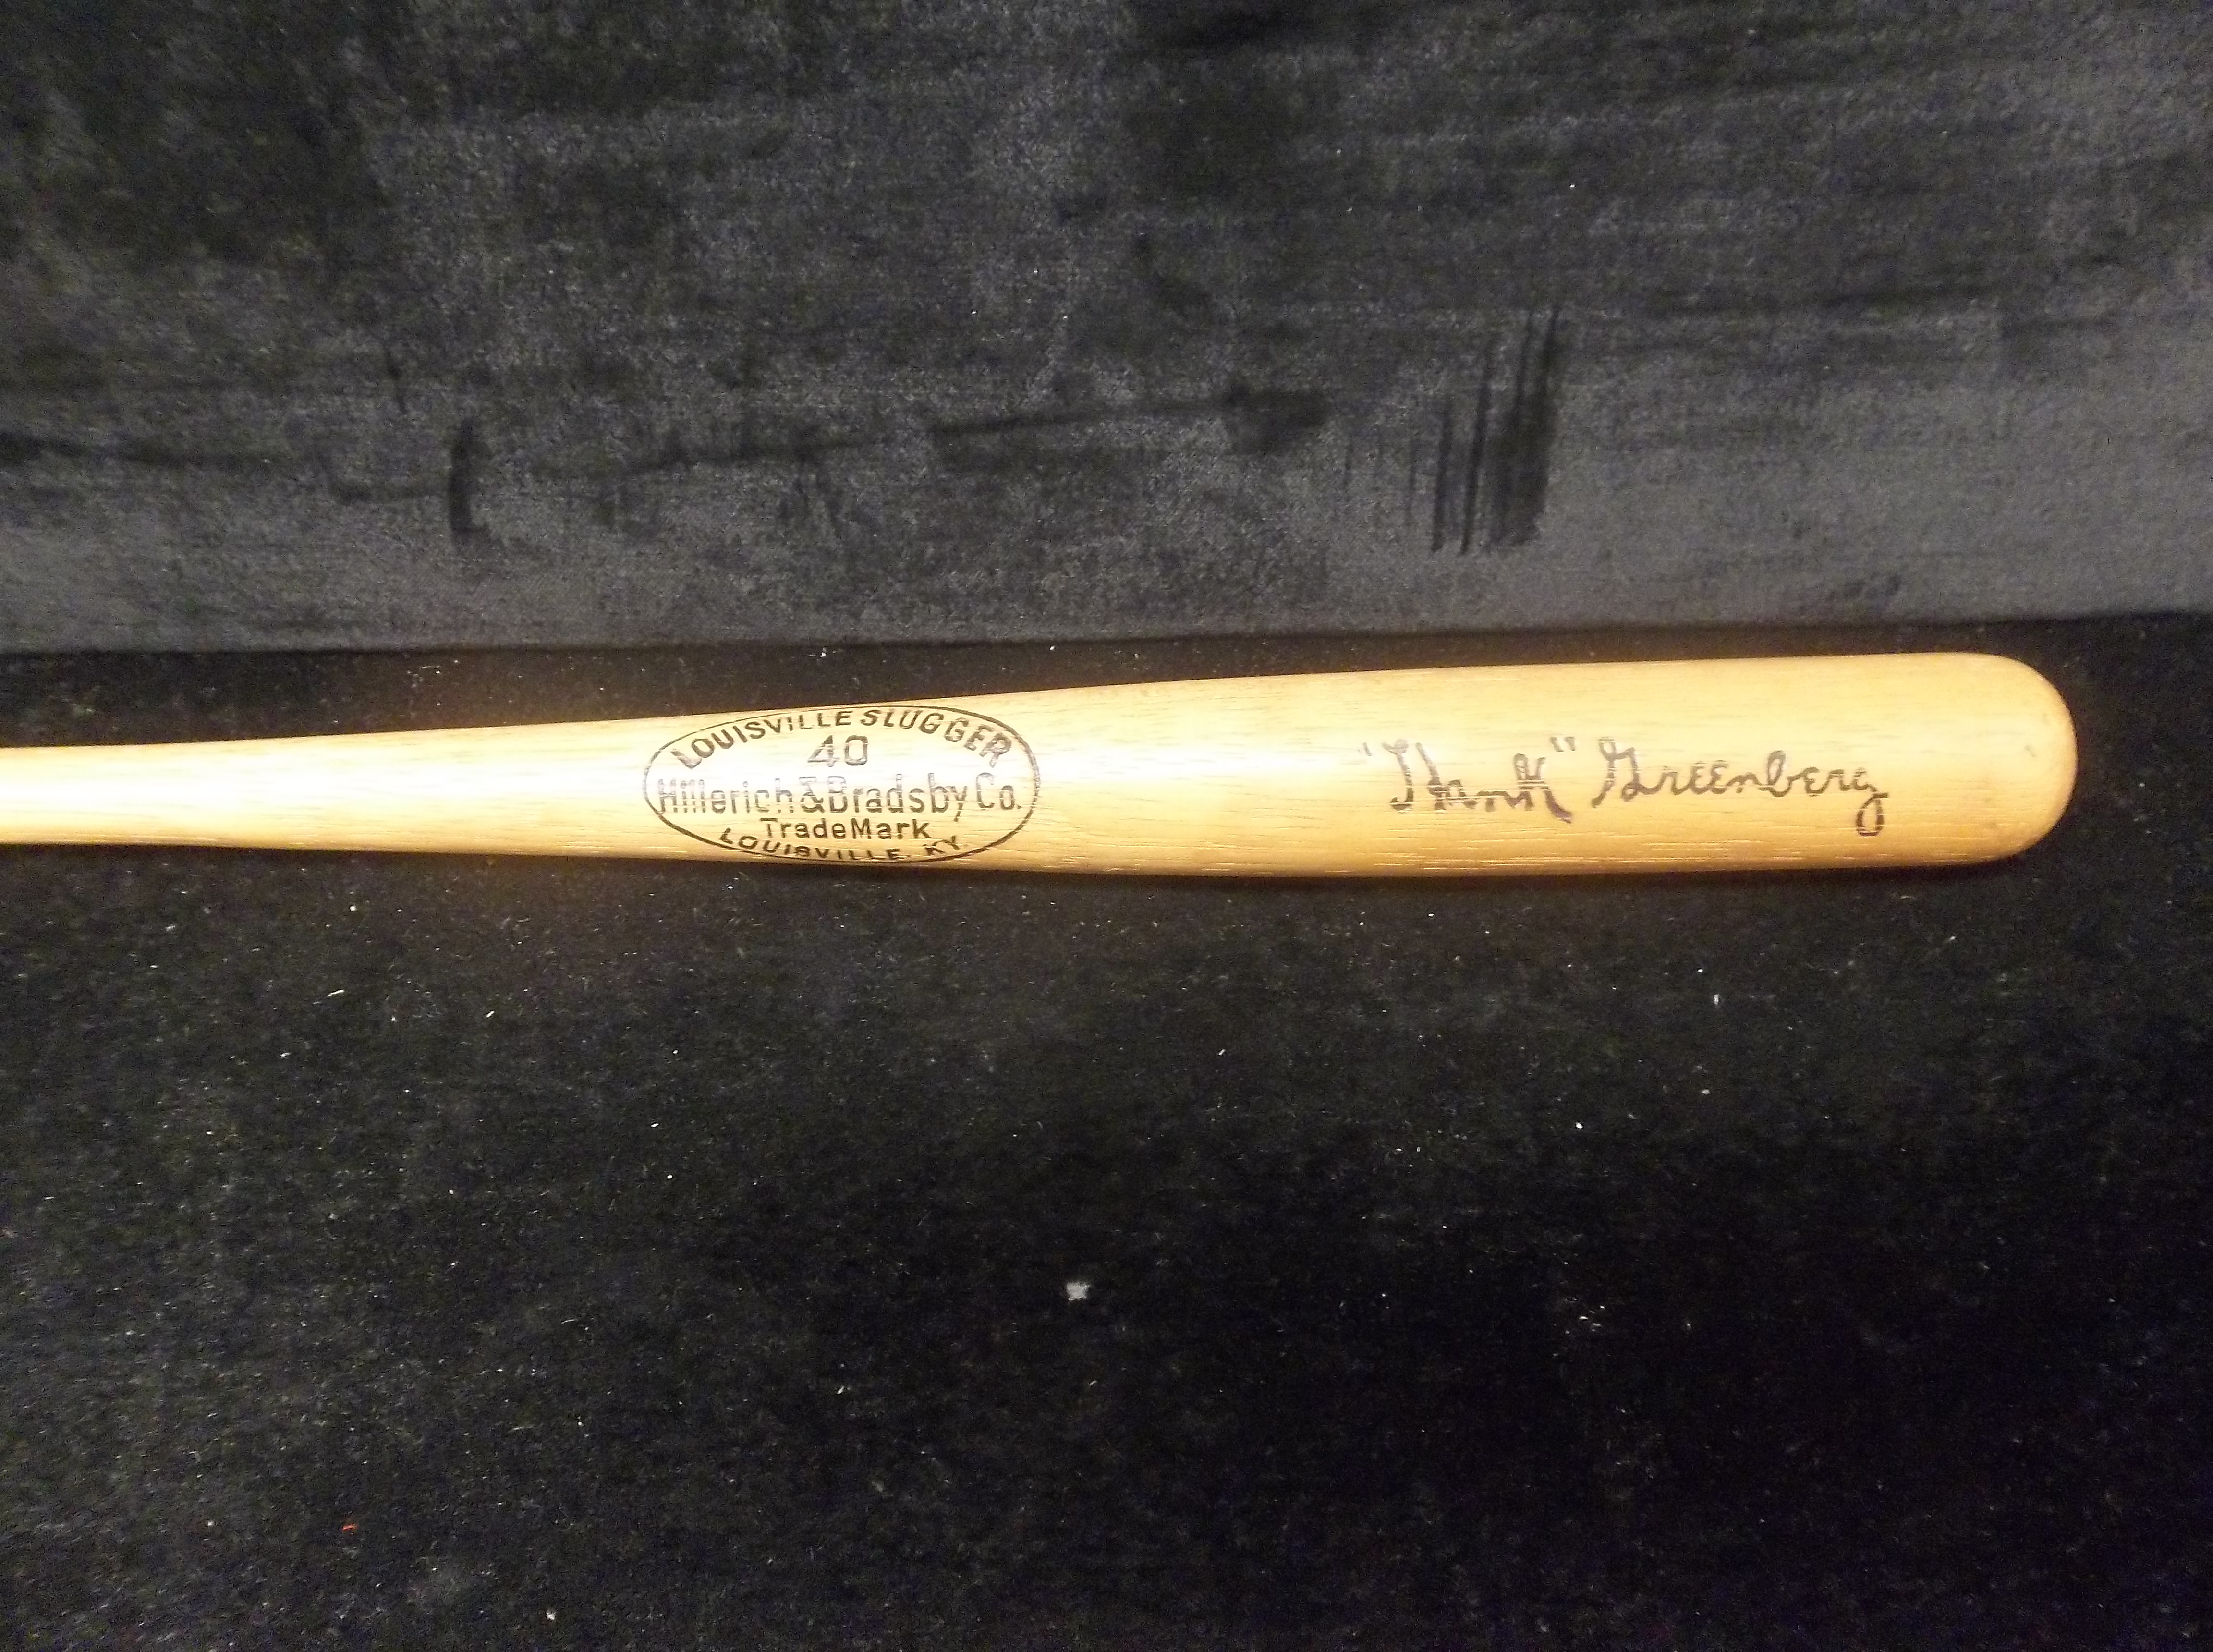 LOUISVILLE SLUGGER
40
Hillerich & Bradsby Co.
TradeMark
LOUISVILLE. KY.
"Hank" Greenberg